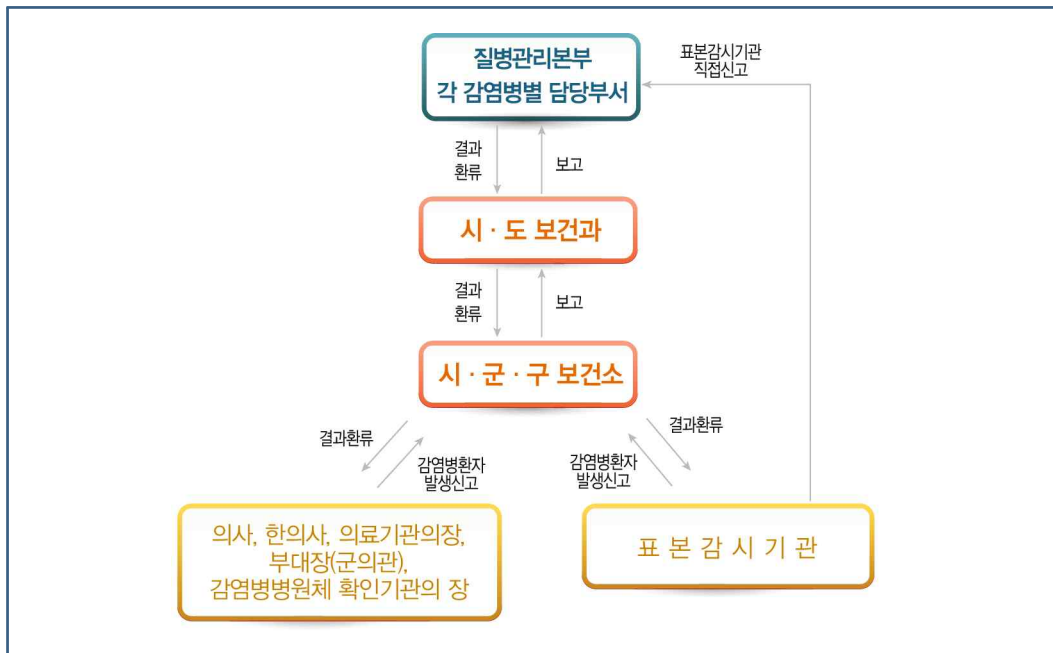 질병관리본부
각 감염병별 담당부서
표본감시기관
직접신고
결과
환류
보고
시 · 도 보건과
결과
환류
보고
시 · 군 · 구 보건소
결과환류
감염병환자
발생신고
감염병환자
발생신고
결과환류
의사, 한의사, 의료기관의장,
부대장(군의관),
감염병병원체 확인기관의 장
표 본 감 시 기 관